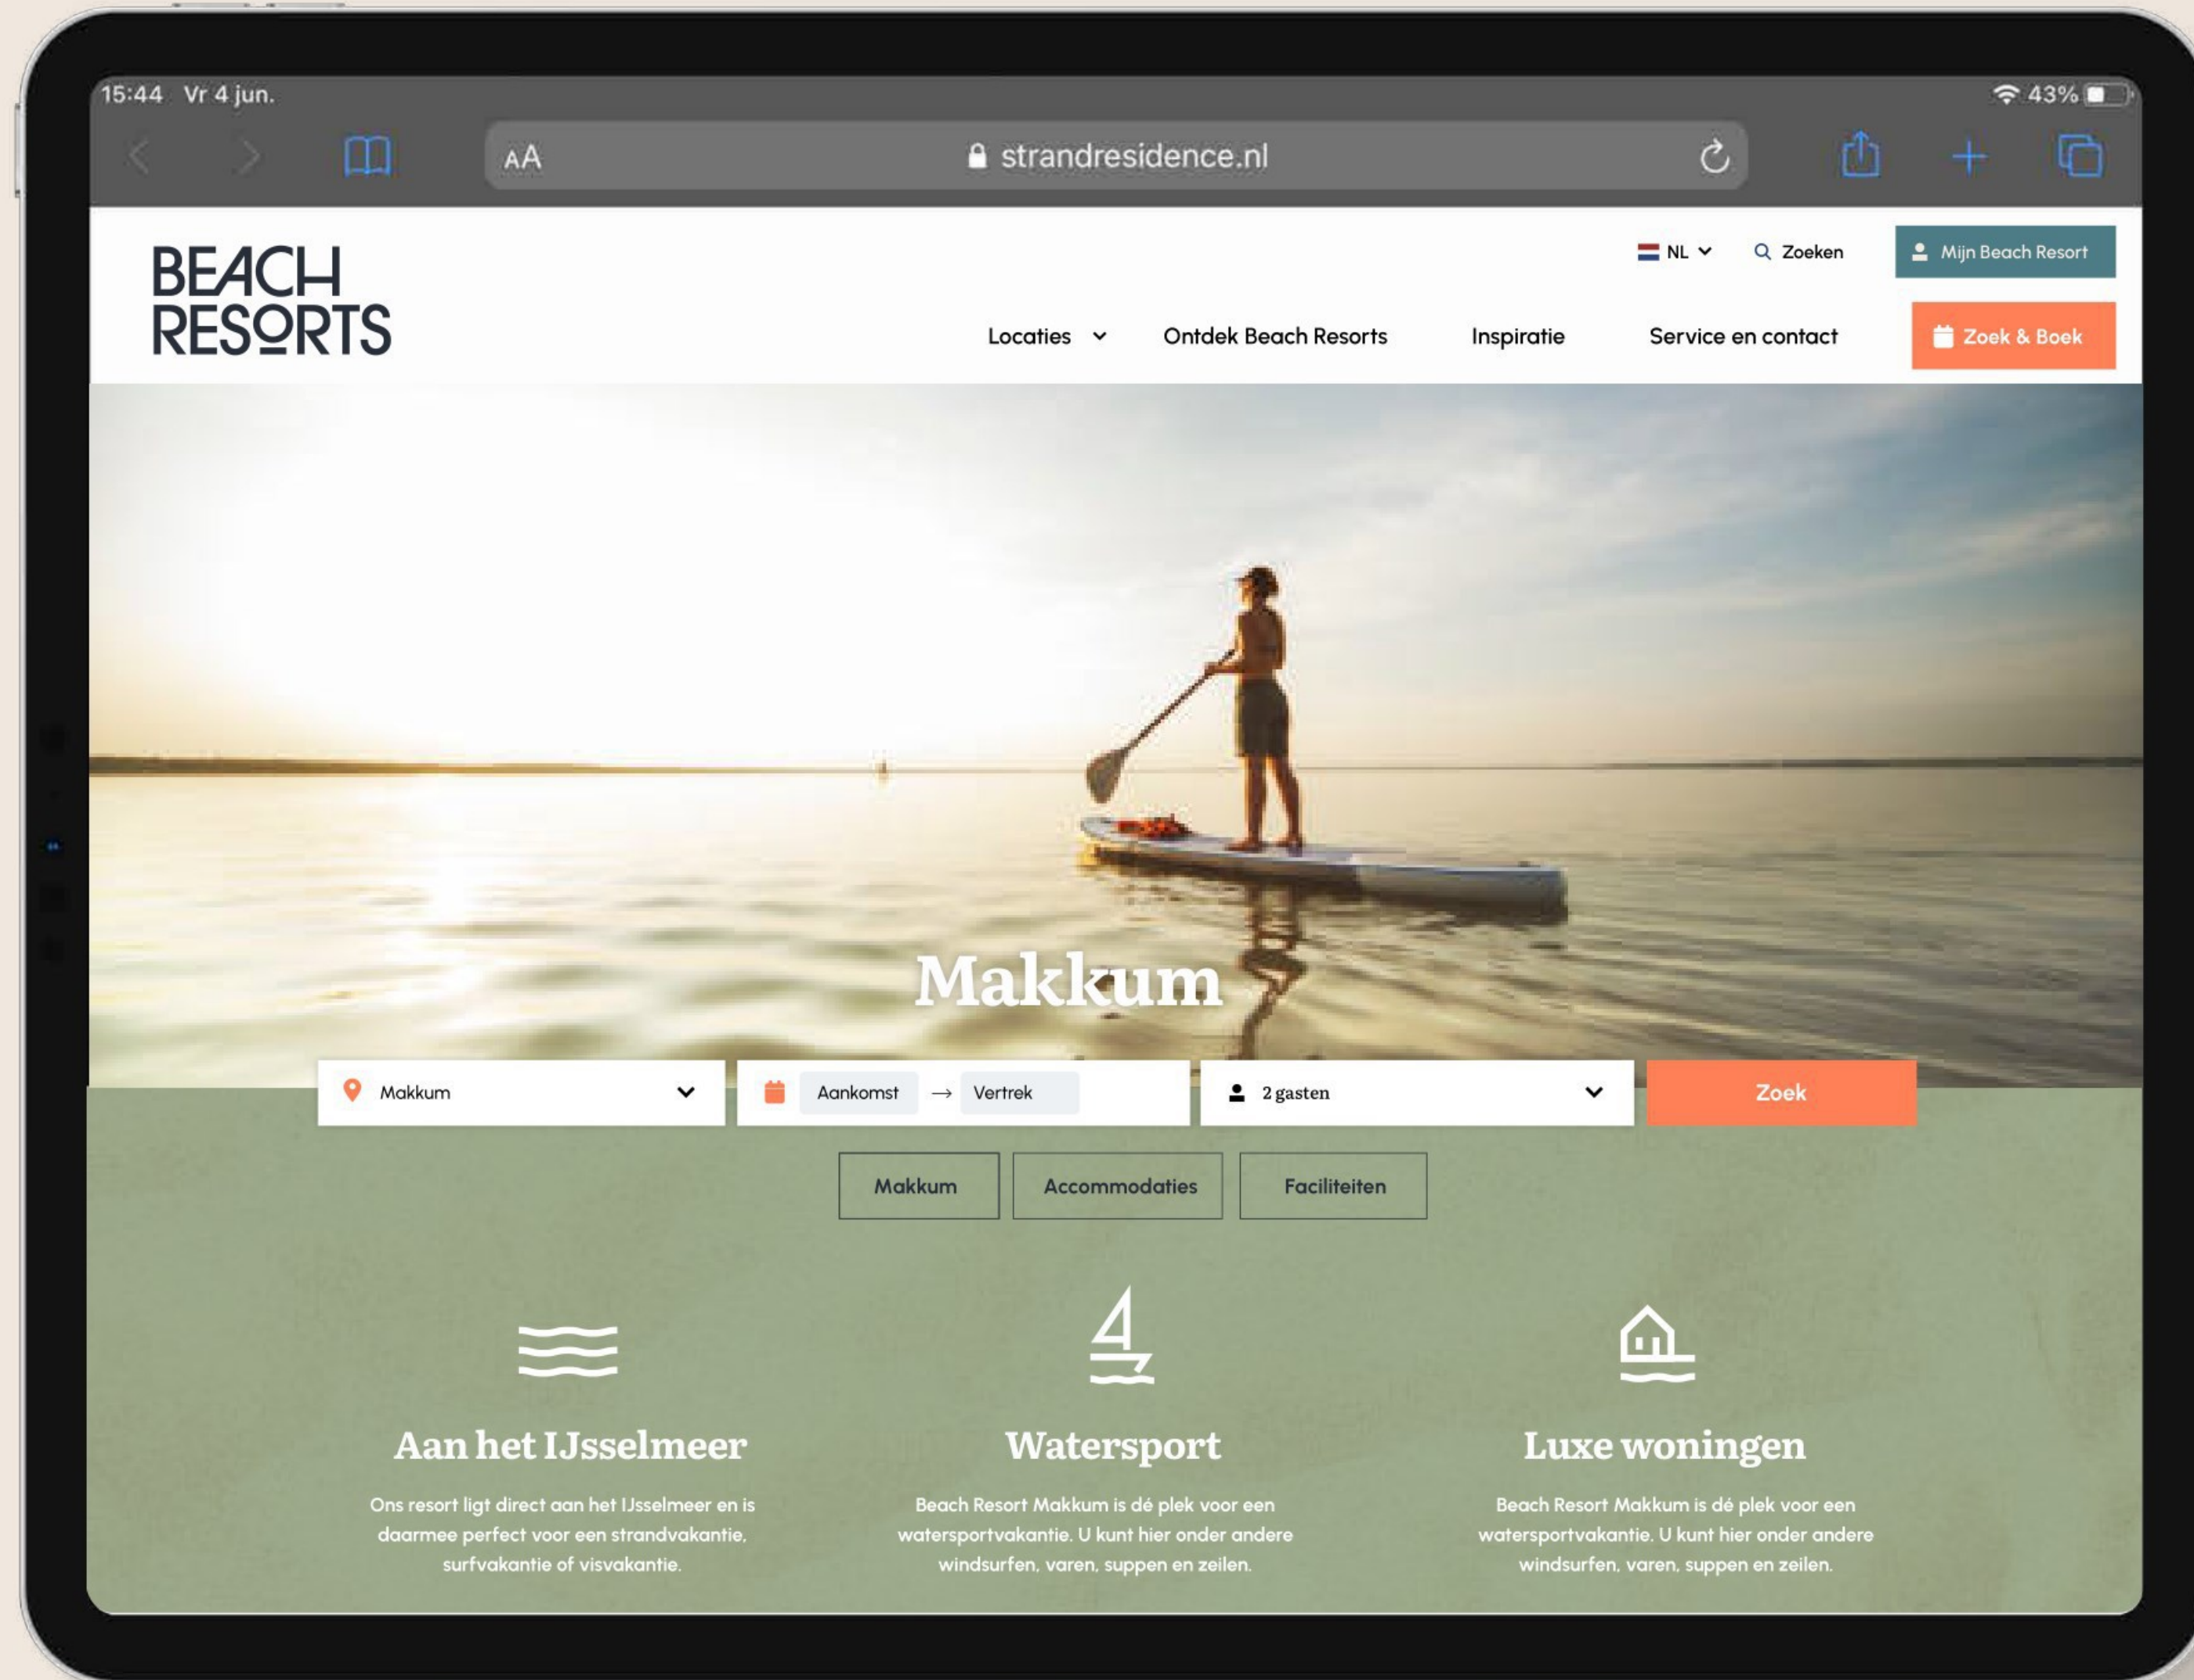 15:44 Vr 4 jun.
43%
AA
strandresidence.nl
BEACH
RESORTS
NL
Zoeken
Mijn Beach Resort
Locaties
Ontdek Beach Resorts
Inspiratie
Service en contact
Zoek & Boek
Makkum
Makkum
Aankomst → Vertrek
2 gasten
Zoek
Makkum
Accommodaties
Faciliteiten
Aan het IJsselmeer
Ons resort ligt direct aan het IJsselmeer en is
daarmee perfect voor een strandvakantie,
surfvakantie of visvakantie.
Watersport
Beach Resort Makkum is dé plek voor een
watersportvakantie. U kunt hier onder andere
windsurfen, varen, suppen en zeilen.
Luxe woningen
Beach Resort Makkum is dé plek voor een
watersportvakantie. U kunt hier onder andere
windsurfen, varen, suppen en zeilen.